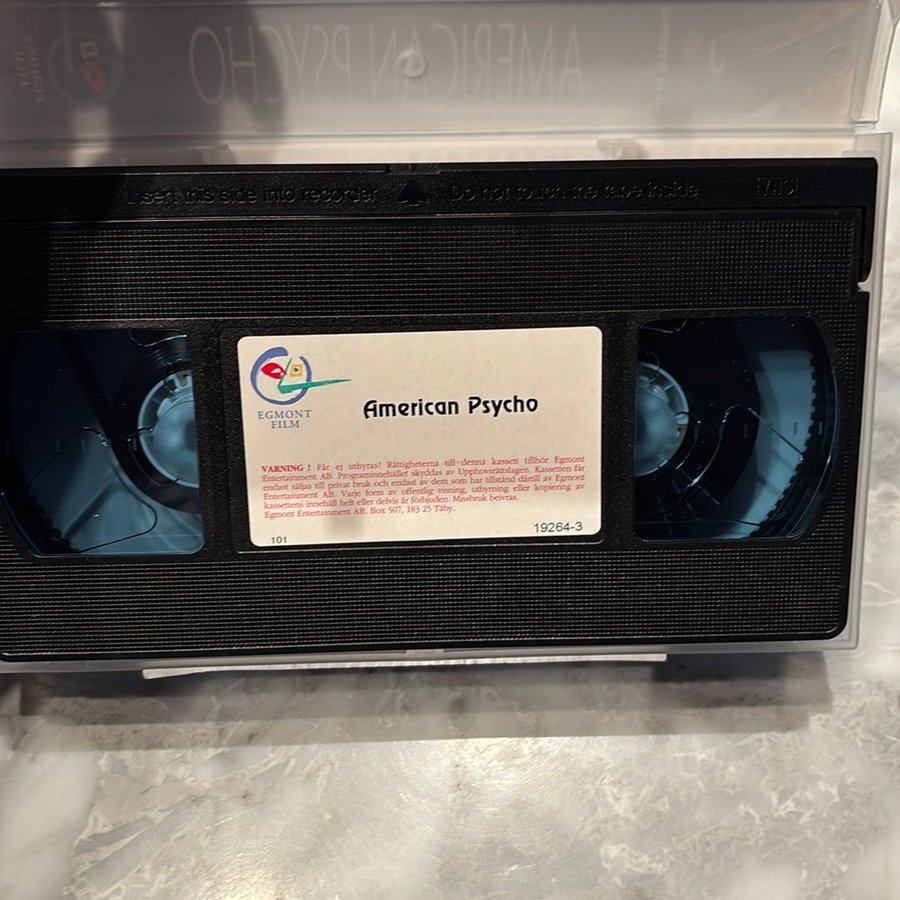 AMERICAN PSYCHO
Insert this side into recorder Do not touch the tape inside VHS
EGMONT
FILM
American Psycho
VARNING ! Får ej uthyras! Rättigheterna till denna kassett tillhör Egmont
Entertainment AB. Programinnehållet skyddas av Upphovsrättslagen. Kassetten får
endast säljas till privat bruk och endast av dem som har tillstånd därtill av Egmont
Entertainment AB. Varje form av offentlig visning, uthyrning eller kopiering av
kassettens innehåll helt eller delvis är förbjuden. Missbruk beivras.
Egmont Entertainment AB, Box 507, 183 25 Täby.
101
19264-3